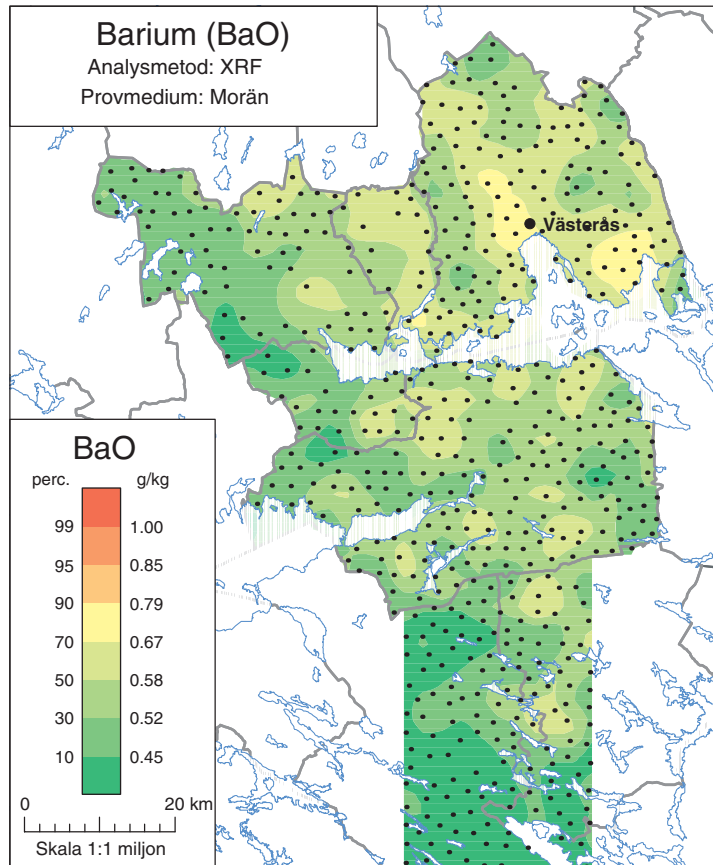 Barium (BaO)
Analysmetod: XRF
Provmedium: Morän
Västerås
BaO
perc. g/kg
99 1.00
95 0.85
90 0.79
70 0.67
50 0.58
30 0.52
10 0.45
0 20 km
Skala 1:1 miljon